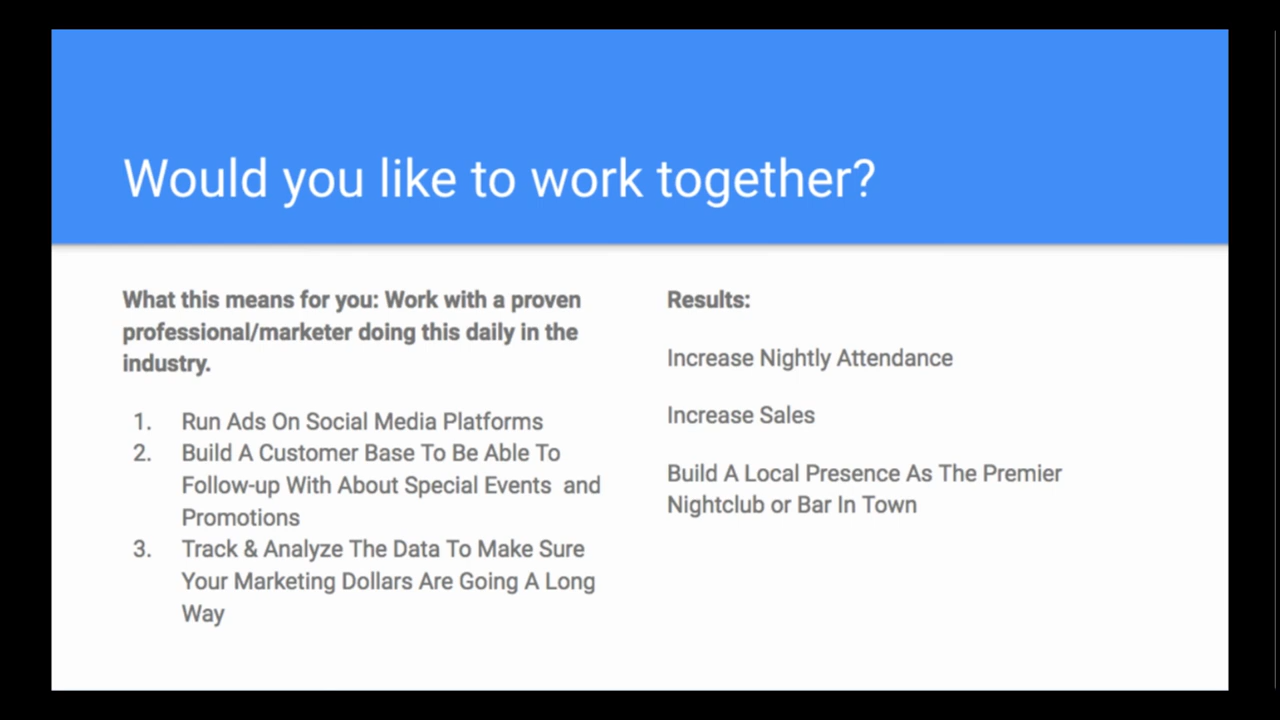 Would you like to work together?
What this means for you: Work with a proven
professional/marketer doing this daily in the
industry.
1. Run Ads On Social Media Platforms
2. Build A Customer Base To Be Able To
Follow-up With About Special Events  and
Promotions
3. Track & Analyze The Data To Make Sure
Your Marketing Dollars Are Going A Long
Way
Results:
Increase Nightly Attendance
Increase Sales
Build A Local Presence As The Premier
Nightclub or Bar In Town